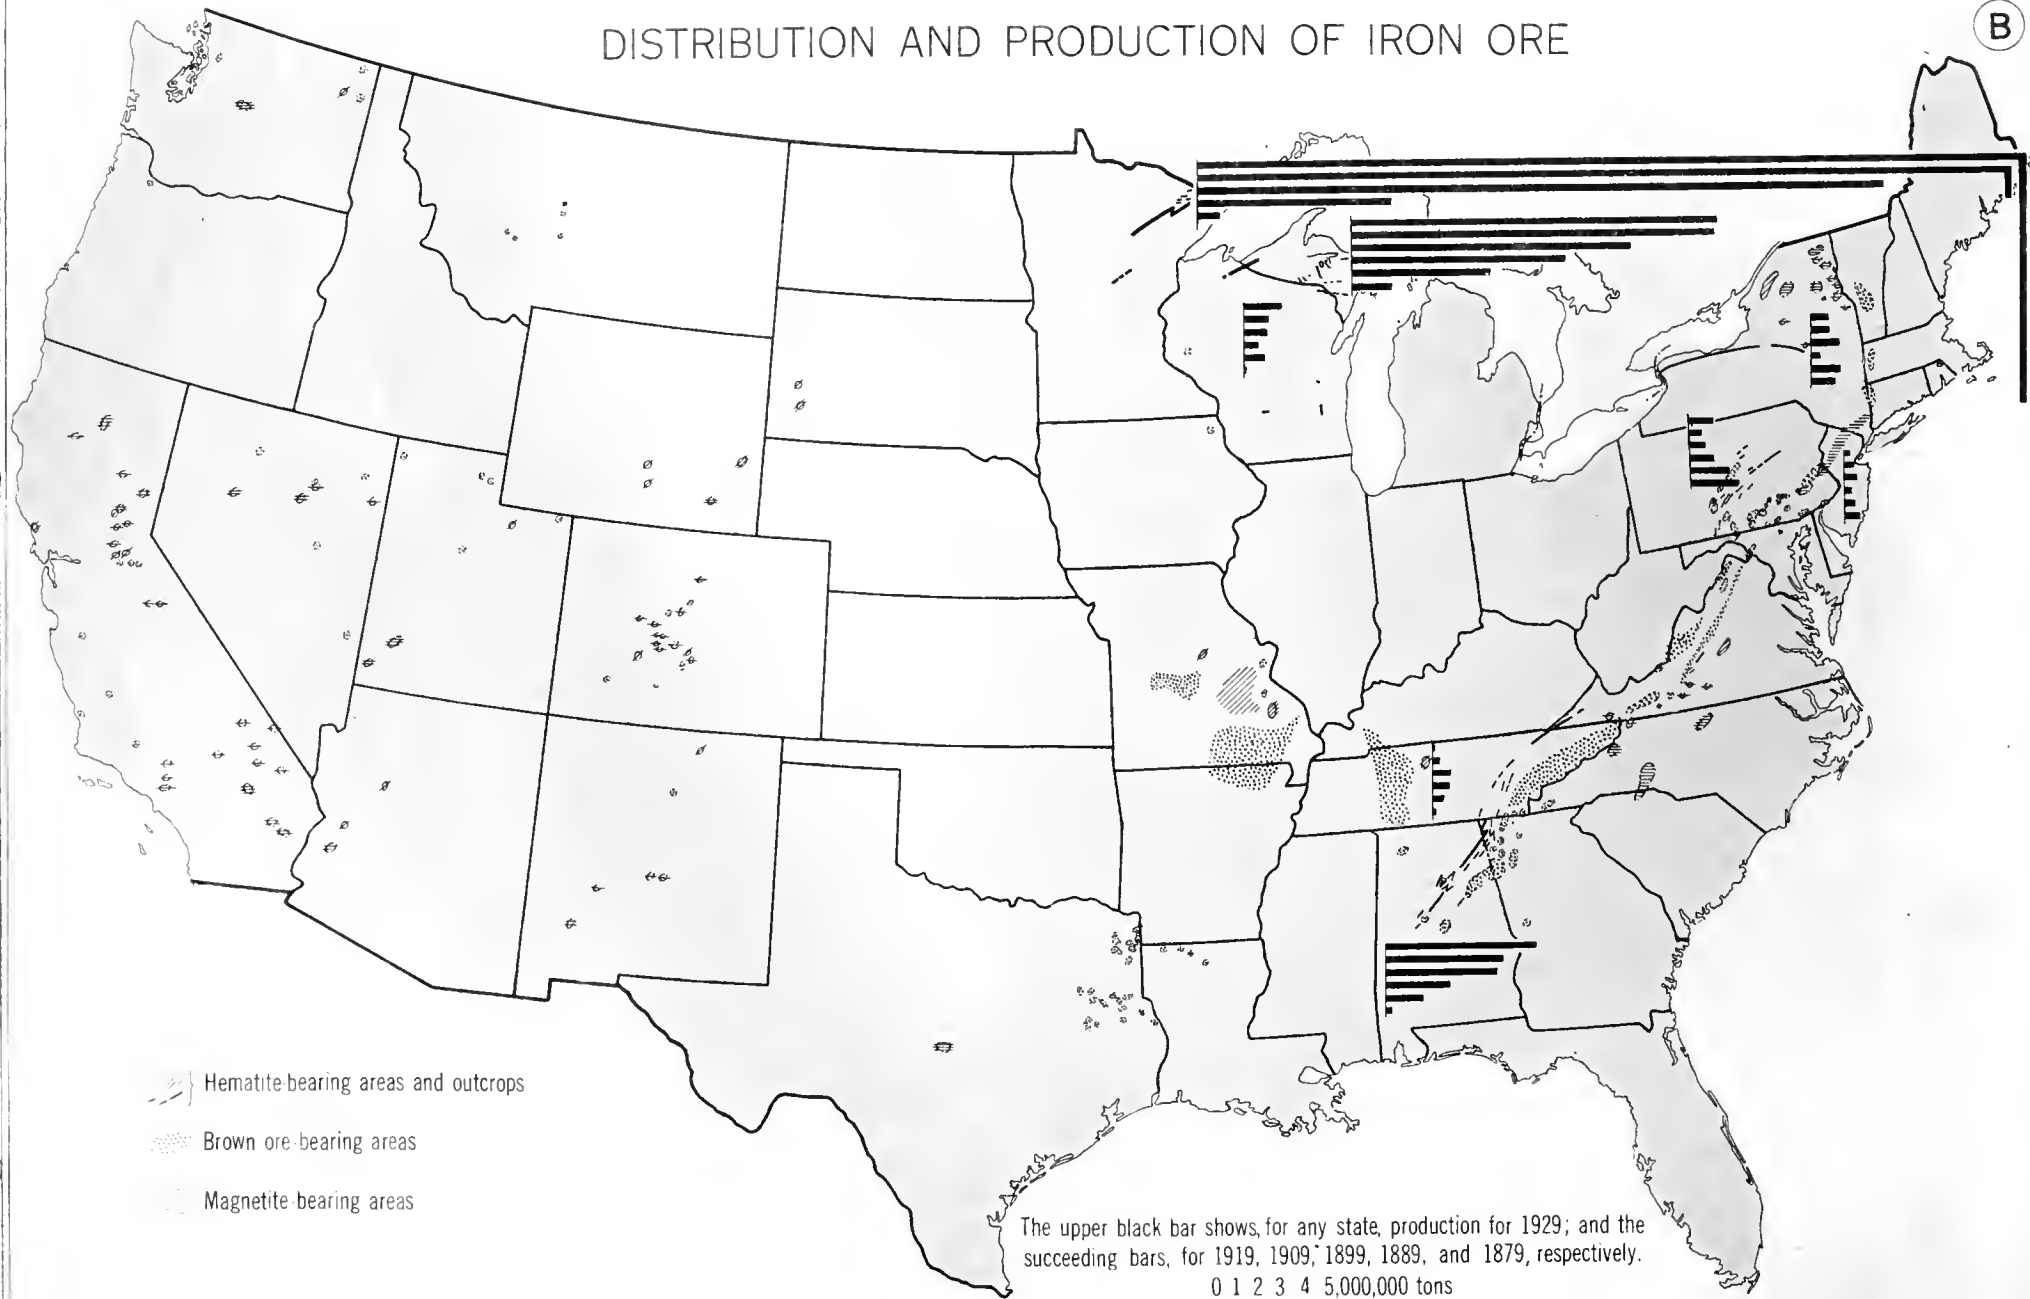 DISTRIBUTION AND PRODUCTION OF IRON ORE
B
Hematite-bearing areas and outcrops
Brown ore-bearing areas
Magnetite-bearing areas
The upper black bar shows, for any state, production for 1929; and the
succeeding bars, for 1919, 1909, 1899, 1889, and 1879, respectively.
0 1 2 3 4 5,000,000 tons